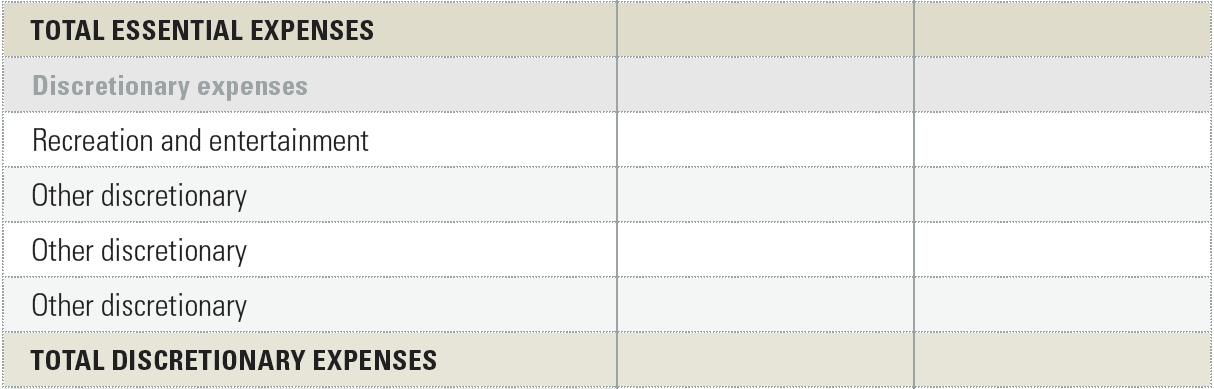 TOTAL ESSENTIAL EXPENSES
Discretionary expenses
Recreation and entertainment
Other discretionary
Other discretionary
Other discretionary
TOTAL DISCRETIONARY EXPENSES